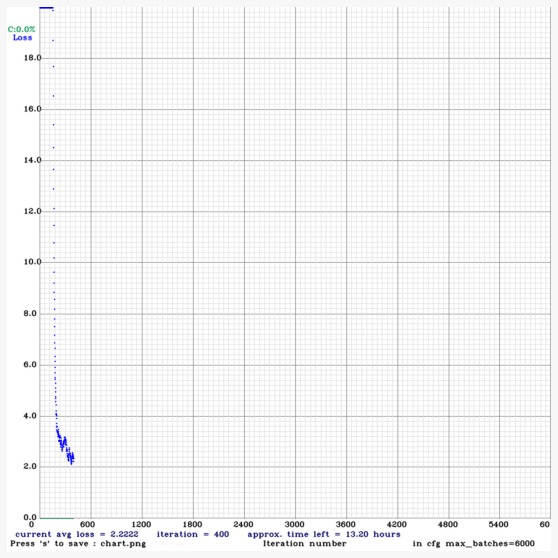 C:0.0%
Loss
18.0
16.0
14.0
12.0
10.0
8.0
6.0
4.0
2.0
0.0
0 600 1200 1800 2400 3000 3600 4200 4800 5400 60
current avg loss = 2.2222 iteration = 400 approx. time left = 13.20 hours
Press 's' to save : chart.png Iteration number in cfg max_batches=6000